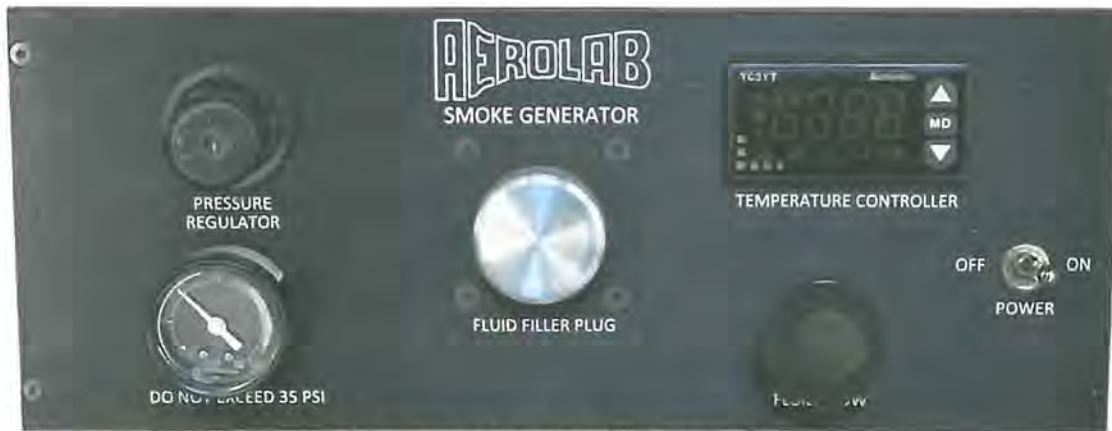 AEROLAB
SMOKE GENERATOR
PRESSURE
REGULATOR
DO NOT EXCEED 35 PSI
FLUID FILLER PLUG
MD
TEMPERATURE CONTROLLER
OFF
ON
POWER